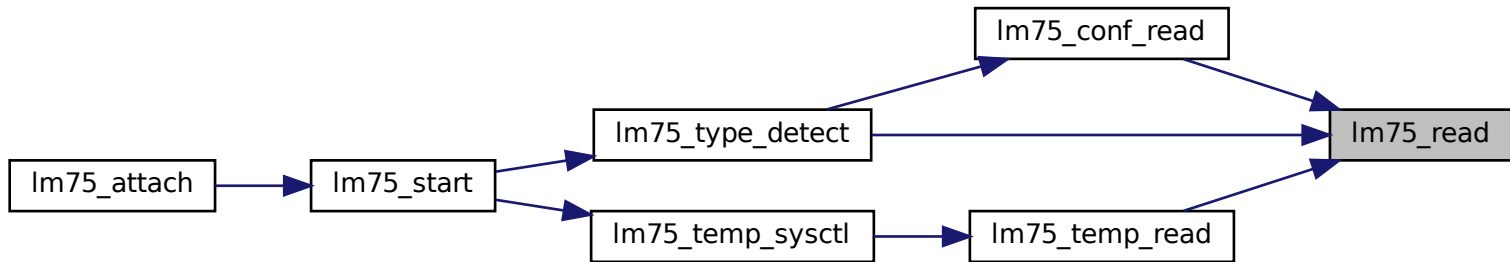 lm75_conf_read
lm75_type_detect
lm75_read
lm75_attach
lm75_start
lm75_temp_sysctl
lm75_temp_read